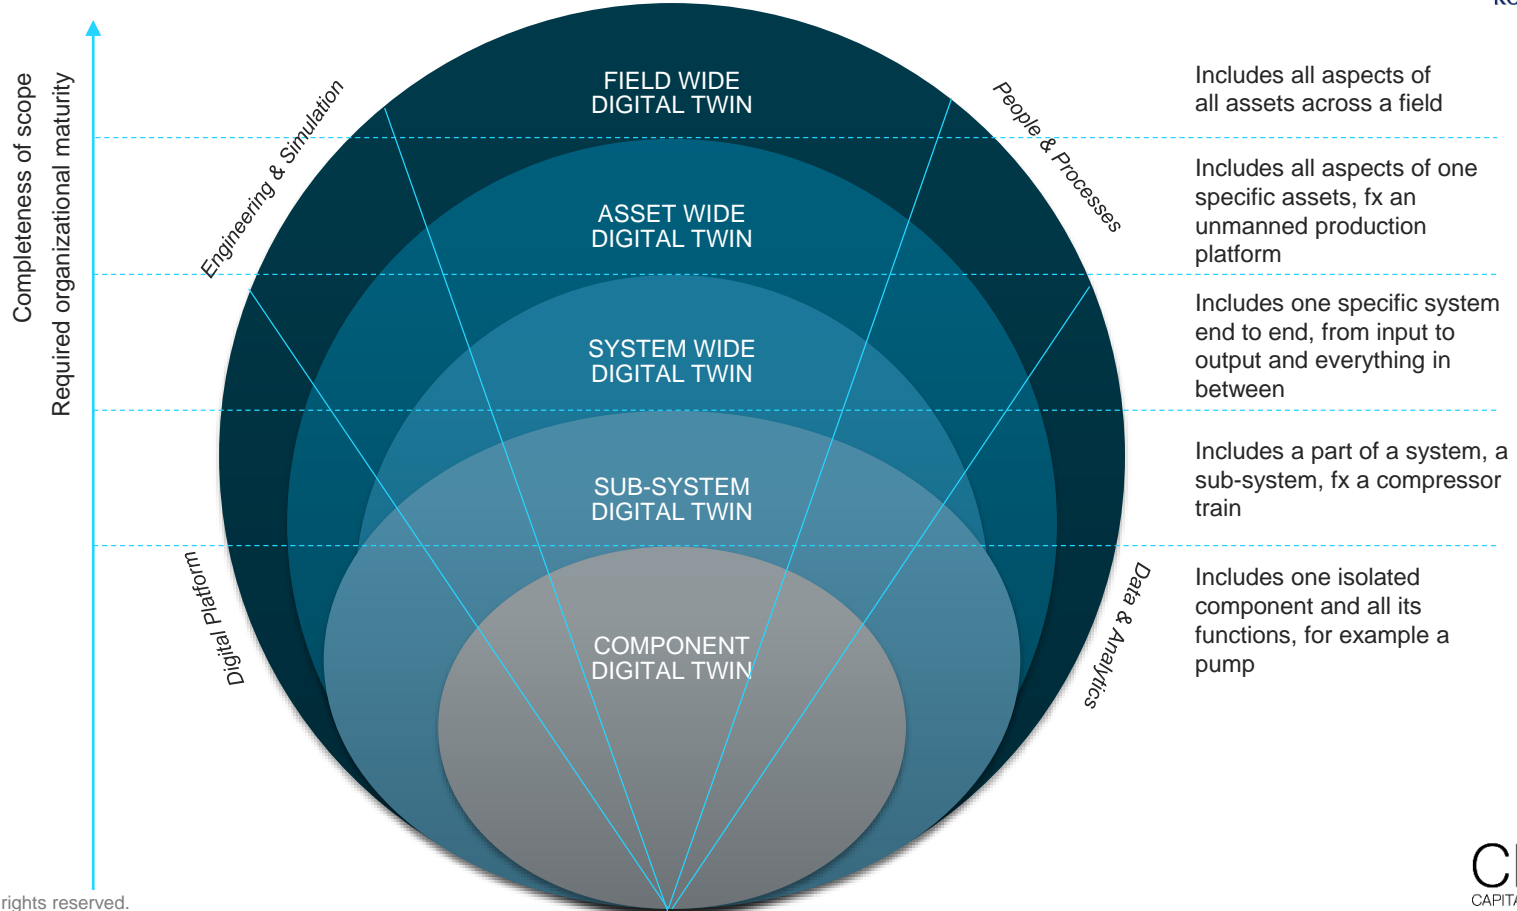 Completeness of scope
Required organizational maturity
Engineering & Simulation
People & Processes
Digital Platform
Data & Analytics
FIELD WIDE
DIGITAL TWIN
Includes all aspects of
all assets across a field
ASSET WIDE
DIGITAL TWIN
Includes all aspects of one
specific assets, fx an
unmanned production
platform
SYSTEM WIDE
DIGITAL TWIN
Includes one specific system
end to end, from input to
output and everything in
between
SUB-SYSTEM
DIGITAL TWIN
Includes a part of a system, a
sub-system, fx a compressor
train
COMPONENT
DIGITAL TWIN
Includes one isolated
component and all its
functions, for example a
pump
rights reserved.